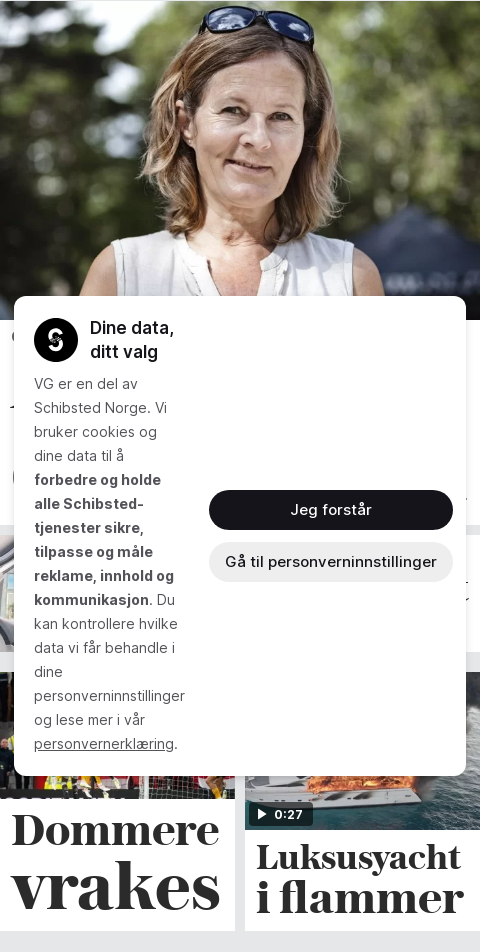 Dine data,
ditt valg
VG er en del av
Schibsted Norge. Vi
bruker cookies og
dine data til å
forbedre og holde
alle Schibsted-
tjenester sikre,
tilpasse og måle
reklame, innhold og
kommunikasjon. Du
kan kontrollere hvilke
data vi får behandle i
dine
personverninnstillinger
og lese mer i vår
personvernerklæring.
Jeg forstår
Gå til personverninnstillinger
0:27
Dommere
vrakes
Luksusyacht
i flammer